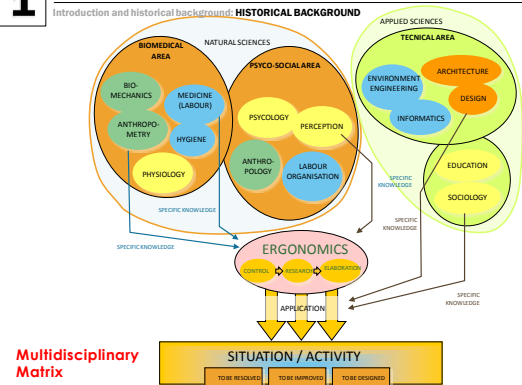 1
Introduction and historical background: HISTORICAL BACKGROUND
APPLIED SCIENCES
TECNICAL AREA
NATURAL SCIENCES
BIOMEDICAL
AREA
PSYCO-SOCIAL AREA
BIO-
MECHANICS
MEDICINE
(LABOUR)
ANTHROPO-
METRY
HYGIENE
PHYSIOLOGY
PSYCOLOGY
PERCEPTION
ANTHRO-
POLOGY
LABOUR
ORGANISATION
ENVIRONMENT
ENGINEERING
ARCHITECTURE
DESIGN
INFORMATICS
EDUCATION
SOCIOLOGY
SPECIFIC
KNOWLEDGE
SPECIFIC KNOWLEDGE
SPECIFIC
KNOWLEDGE
SPECIFIC KNOWLEDGE
ERGONOMICS
CONTROL
RESEARCH
ELABORATION
SPECIFIC
KNOWLEDGE
APPLICATION
Multidisciplinary
Matrix
SITUATION / ACTIVITY
TO BE RESOLVED
TO BE IMPROVED
TO BE DESIGNED